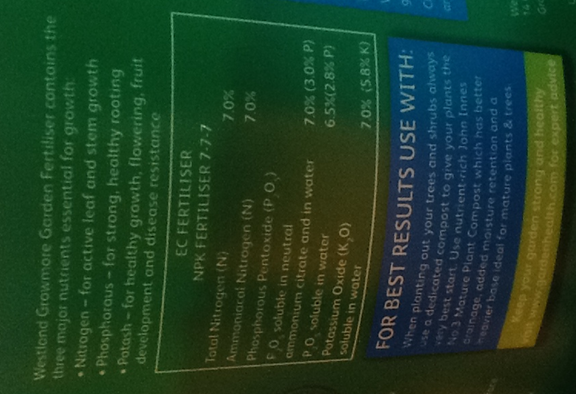 Westland Growmore Garden Fertiliser contains the
three major nutrients essential for growth:
• Nitrogen – for active leaf and stem growth
• Phosphorous – for strong, healthy rooting
• Potash – for healthy growth, flowering, fruit
development and disease resistance
EC FERTILISER
NPK FERTILISER 7-7-7
Total Nitrogen (N) 7.0%
Ammoniacal Nitrogen (N) 7.0%
Phosphorous Pentoxide (P₂O₅)
P₂O₅ soluble in neutral
ammonium citrate and in water 7.0% (3.0% P)
P₂O₅ soluble in water 6.5%(2.8% P)
Potassium Oxide (K₂O)
soluble in water 7.0% (5.8% K)
FOR BEST RESULTS USE WITH:
When planting out your trees and shrubs always
use a dedicated compost to give your plants the
very best start. Use nutrient-rich John Innes
No.3 Mature Plant Compost which has better
anchorage, added moisture retention and a
heavier base ideal for mature plants & trees.
Keep your garden strong and healthy
visit www.gardenhealth.com for expert advice